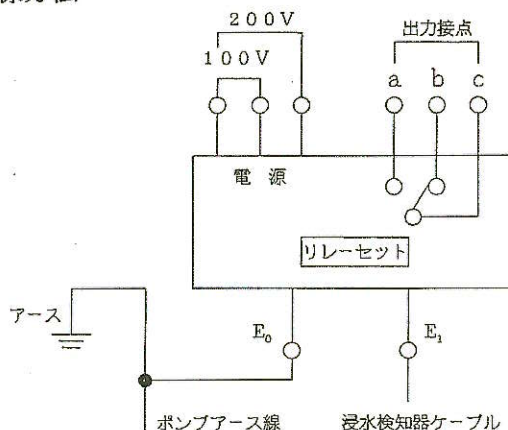 200V
100V
出力接点
a b c
電源
リレーセット
アース
E₀
E₁
ポンプアース線
浸水検知器ケーブル